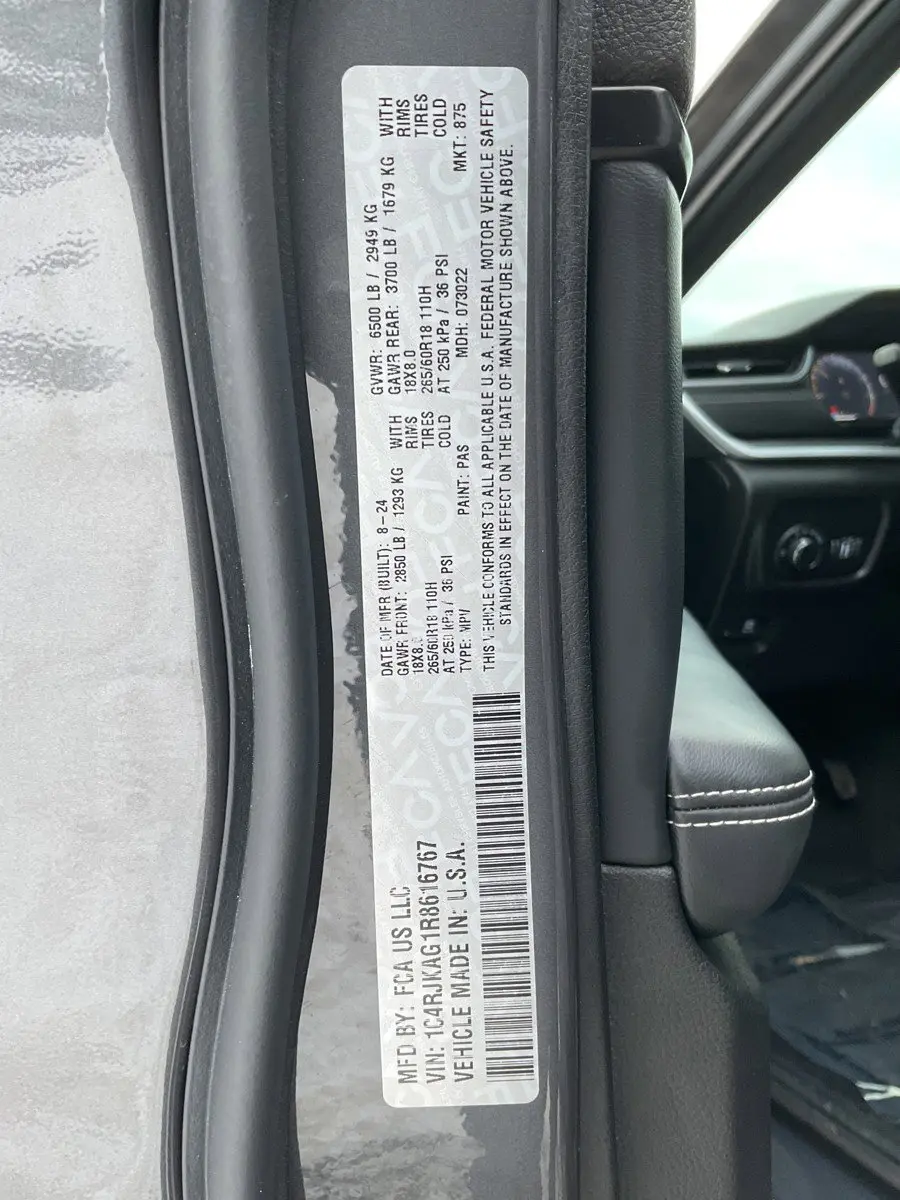 MFD BY: FCA US LLC
VIN: 1C4RJKAG1R8616767
VEHICLE MADE IN: U.S.A.
DATE OF MFR (BUILT): 8-24
GAWR FRONT: 2850 LB / 1293 KG WITH
18X8.0 RIMS
265/60R18 110H TIRES
AT 250 kPa / 36 PSI COLD
TYPE: MPV PAINT: PAS
GVWR: 6500 LB / 2949 KG
GAWR REAR: 3700 LB / 1679 KG WITH
18X8.0 RIMS
265/60R18 110H TIRES
AT 250 kPa / 36 PSI COLD
MDH: 073022 MKT: 875
THIS VEHICLE CONFORMS TO ALL APPLICABLE U.S.A. FEDERAL MOTOR VEHICLE SAFETY
STANDARDS IN EFFECT ON THE DATE OF MANUFACTURE SHOWN ABOVE.